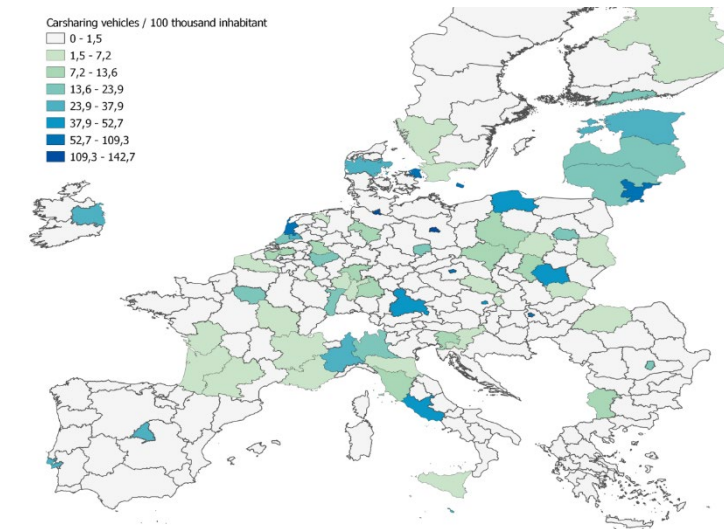 Carsharing vehicles / 100 thousand inhabitant
0 - 1,5
1,5 - 7,2
7,2 - 13,6
13,6 - 23,9
23,9 - 37,9
37,9 - 52,7
52,7 - 109,3
109,3 - 142,7